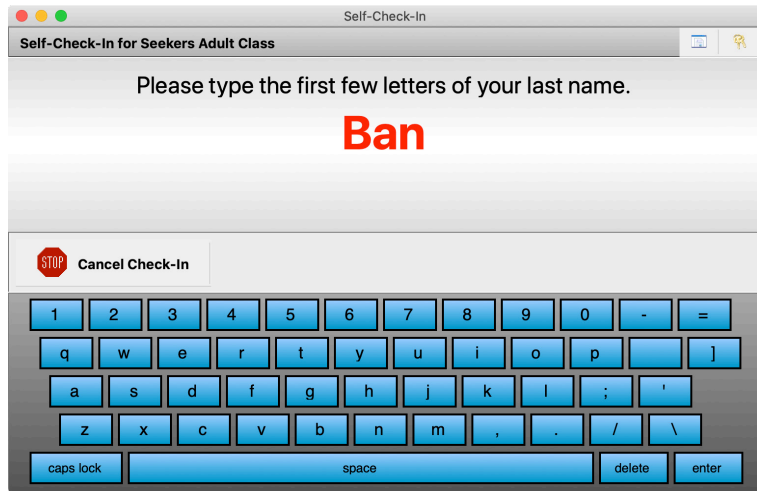 Self-Check-In
Self-Check-In for Seekers Adult Class
Please type the first few letters of your last name.
Ban
STOP Cancel Check-In
1 2 3 4 5 6 7 8 9 0 - =
q w e r t y u i o p ]
a s d f g h j k l ; '
z x c v b n m , . / \
caps lock space delete enter